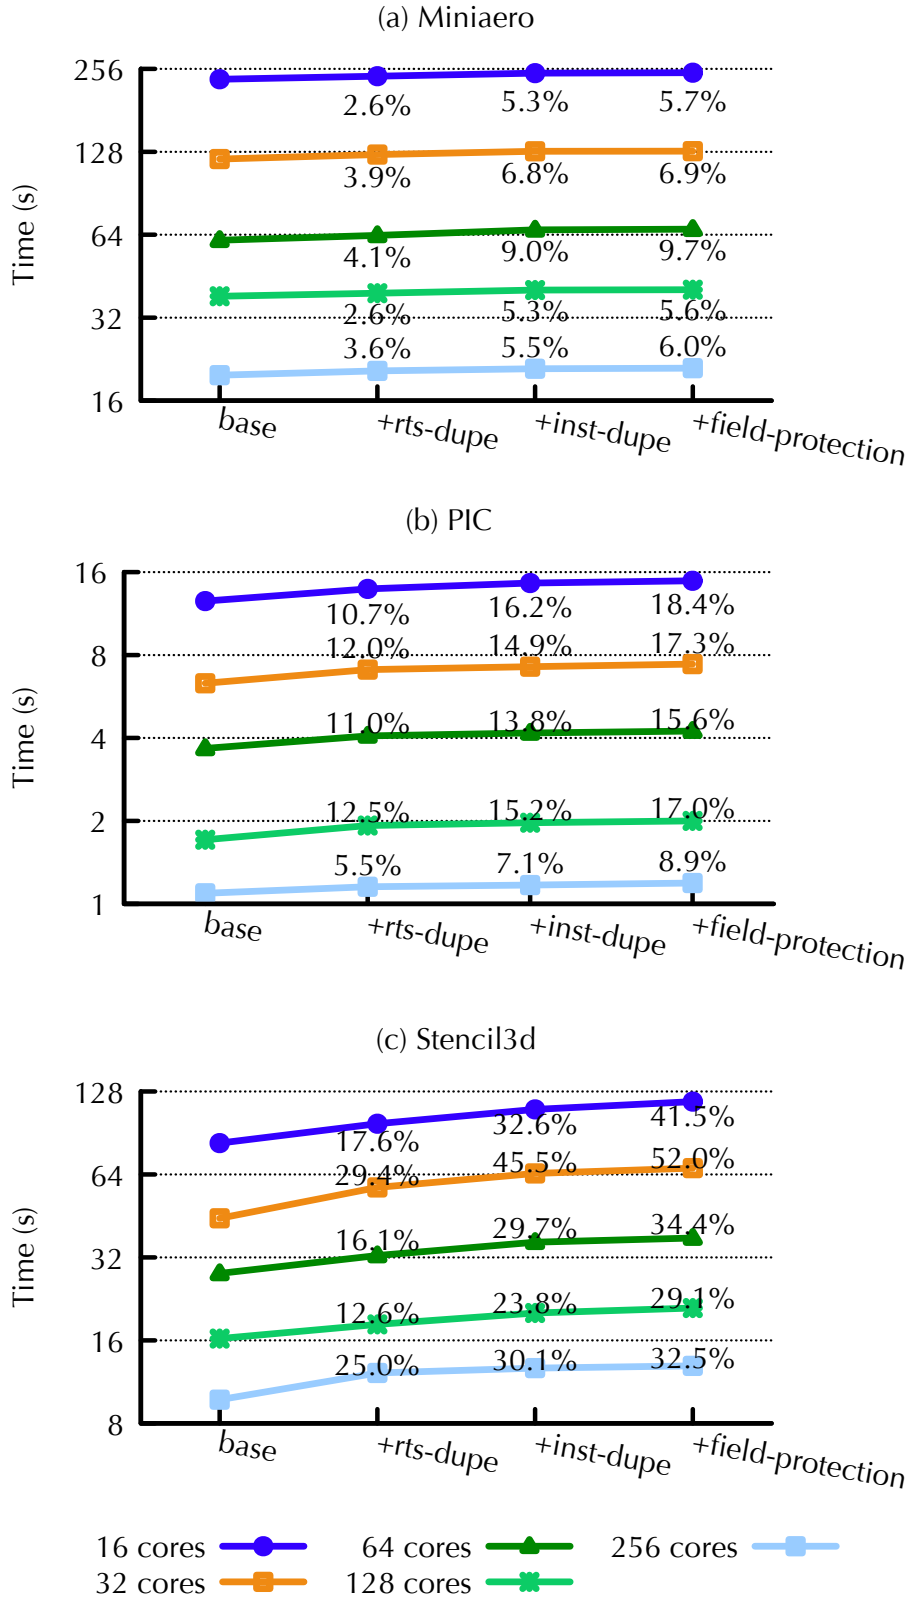 (a) Miniaero
Time (s)
256
128
64
32
16
2.6% 5.3% 5.7%
3.9% 6.8% 6.9%
4.1% 9.0% 9.7%
2.6% 5.3% 5.6%
3.6% 5.5% 6.0%
base +rts-dupe +inst-dupe +field-protection
(b) PIC
Time (s)
16
8
4
2
1
10.7% 16.2% 18.4%
12.0% 14.9% 17.3%
11.0% 13.8% 15.6%
12.5% 15.2% 17.0%
5.5% 7.1% 8.9%
base +rts-dupe +inst-dupe +field-protection
(c) Stencil3d
Time (s)
128
64
32
16
8
17.6% 32.6% 41.5%
29.4% 45.5% 52.0%
16.1% 29.7% 34.4%
12.6% 23.8% 29.1%
25.0% 30.1% 32.5%
base +rts-dupe +inst-dupe +field-protection
16 cores 64 cores 256 cores
32 cores 128 cores